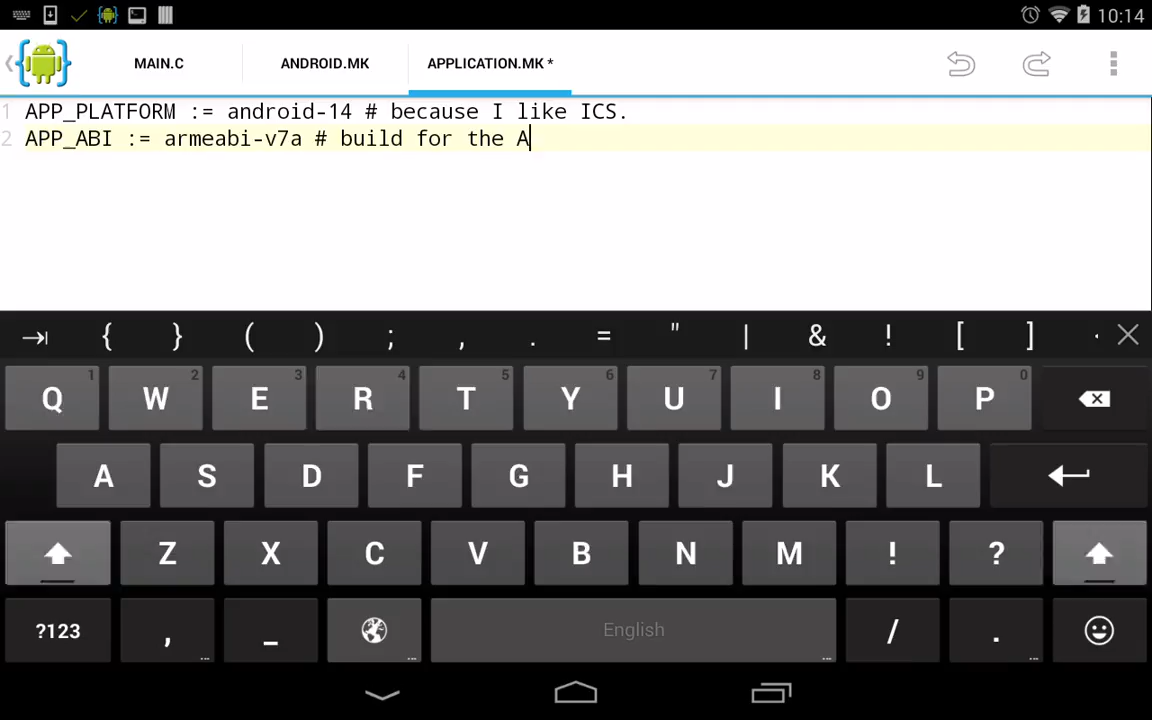 10:14
MAIN.C ANDROID.MK APPLICATION.MK *
1 APP_PLATFORM := android-14 # because I like ICS.
2 APP_ABI := armeabi-v7a # build for the A
{ } ( ) ; , . = " | & ! [ ]
Q 1 W 2 E 3 R 4 T 5 Y 6 U 7 I 8 O 9 P 0
A S D F G H J K L
Z X C V B N M ! ?
?123 , ... _ ... English ... / . ...